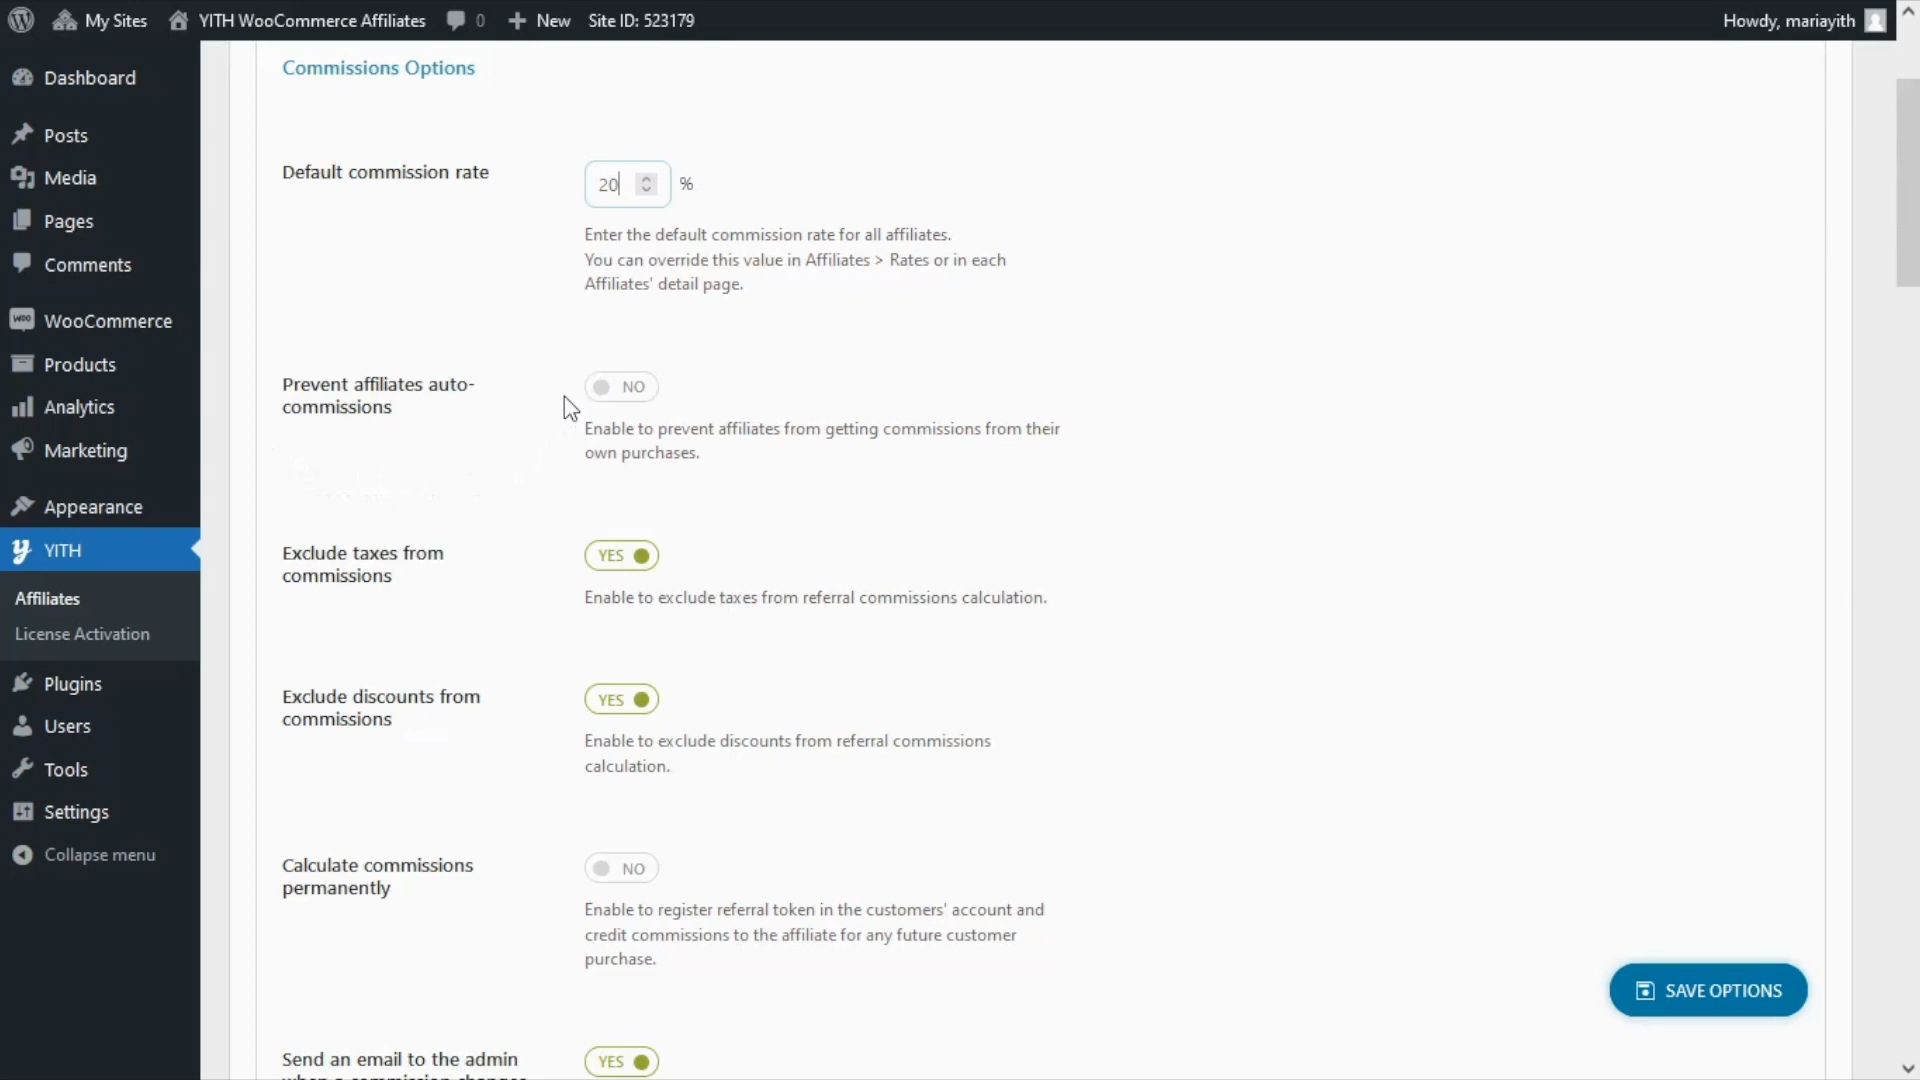 My Sites
YITH WooCommerce Affiliates
0
New
Site ID: 523179
Howdy, mariayith
Dashboard
Posts
Media
Pages
Comments
WOO
WooCommerce
Products
Analytics
Marketing
Appearance
YITH
Affiliates
License Activation
Plugins
Users
Tools
Settings
Collapse menu
Commissions Options
Default commission rate
20
%
Enter the default commission rate for all affiliates.
You can override this value in Affiliates > Rates or in each
Affiliates' detail page.
Prevent affiliates auto-
commissions
NO
Enable to prevent affiliates from getting commissions from their
own purchases.
Exclude taxes from
commissions
YES
Enable to exclude taxes from referral commissions calculation.
Exclude discounts from
commissions
YES
Enable to exclude discounts from referral commissions
calculation.
Calculate commissions
permanently
NO
Enable to register referral token in the customers' account and
credit commissions to the affiliate for any future customer
purchase.
Send an email to the admin
when a commission changes
YES
SAVE OPTIONS